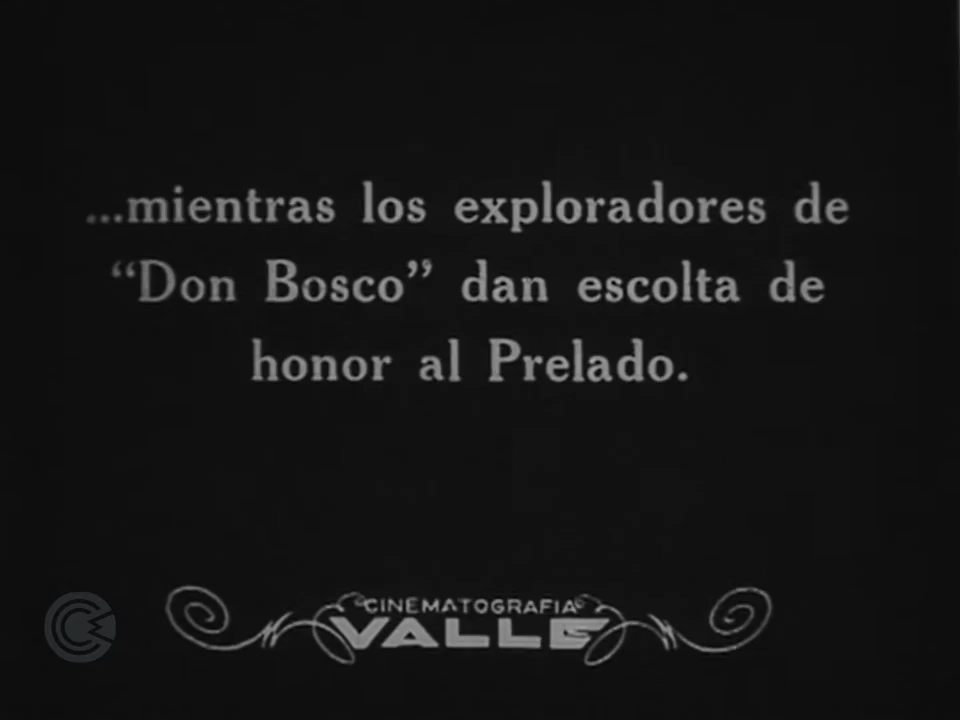 ...mientras los exploradores de
“Don Bosco” dan escolta de
honor al Prelado.
CINEMATOGRAFIA
VALLE